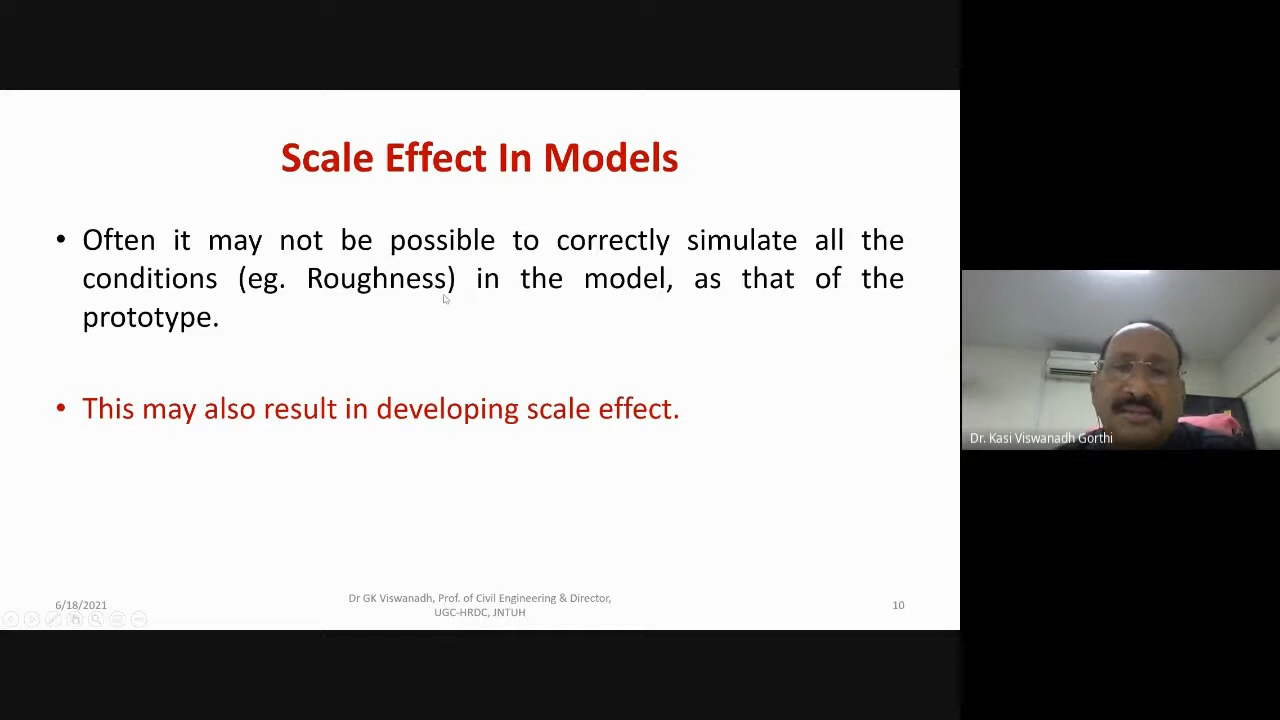 Scale Effect In Models
• Often it may not be possible to correctly simulate all the
conditions (eg. Roughness) in the model, as that of the
prototype.
• This may also result in developing scale effect.
6/18/2021
Dr GK Viswanadh, Prof. of Civil Engineering & Director,
UGC-HRDC, JNTUH
10
Dr. Kasi Viswanadh Gorthi